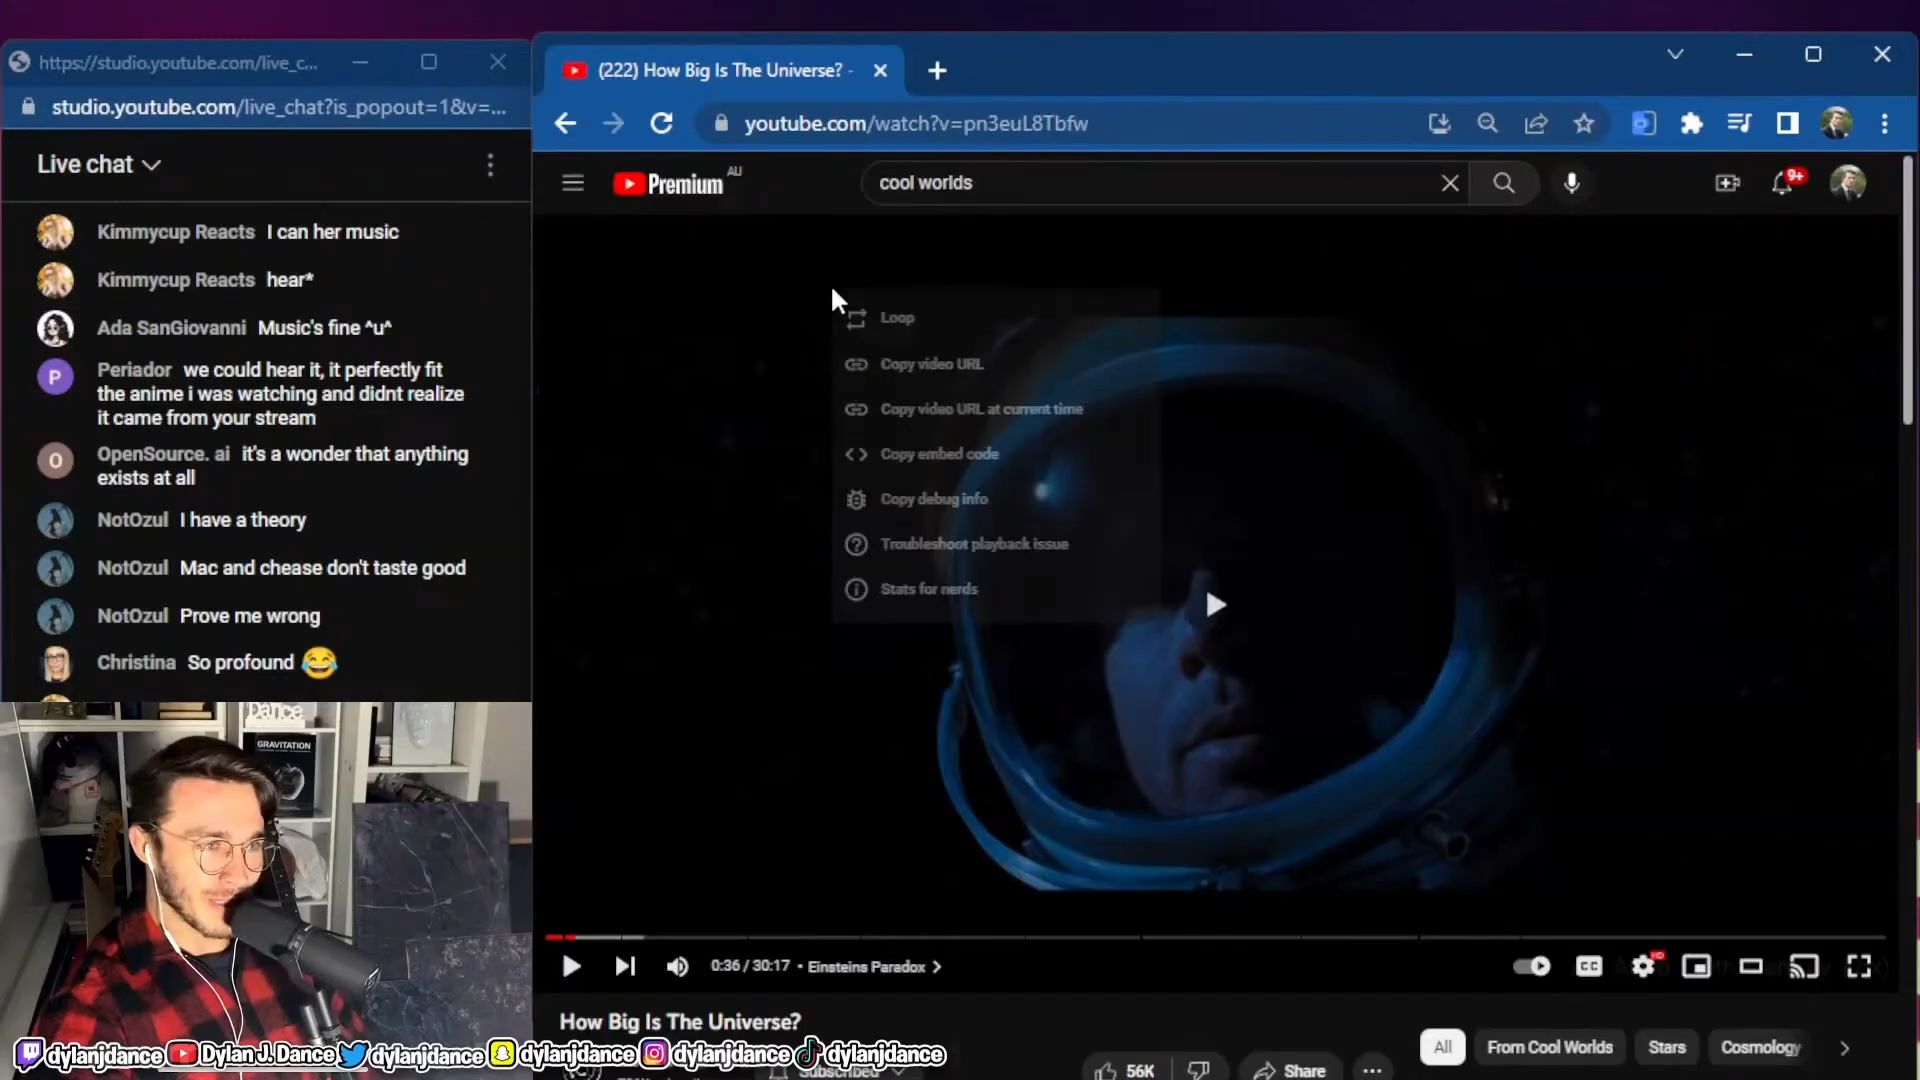 https://studio.youtube.com/live_c...
studio.youtube.com/live_chat?is_popout=1&v=...
Live chat
Kimmycup Reacts I can her music
Kimmycup Reacts hear*
Ada SanGiovanni Music's fine ^u^
P
Periador we could hear it, it perfectly fit
the anime i was watching and didnt realize
it came from your stream
O
OpenSource. ai it's a wonder that anything
exists at all
NotOzul I have a theory
NotOzul Mac and chease don't taste good
NotOzul Prove me wrong
Christina So profound 😂
(222) How Big Is The Universe? -
youtube.com/watch?v=pn3euL8Tbfw
Premium AU
cool worlds
9+
Loop
Copy video URL
Copy video URL at current time
Copy embed code
Copy debug info
Troubleshoot playback issue
Stats for nerds
0:36 / 30:17 • Einsteins Paradox
CC
HD
How Big Is The Universe?
All
From Cool Worlds
Stars
Cosmology
Subscribed
56K
Share
Dance
GRAVITATION
dylanjdance
Dylan J. Dance
dylanjdance
dylanjdance
dylanjdance
dylanjdance